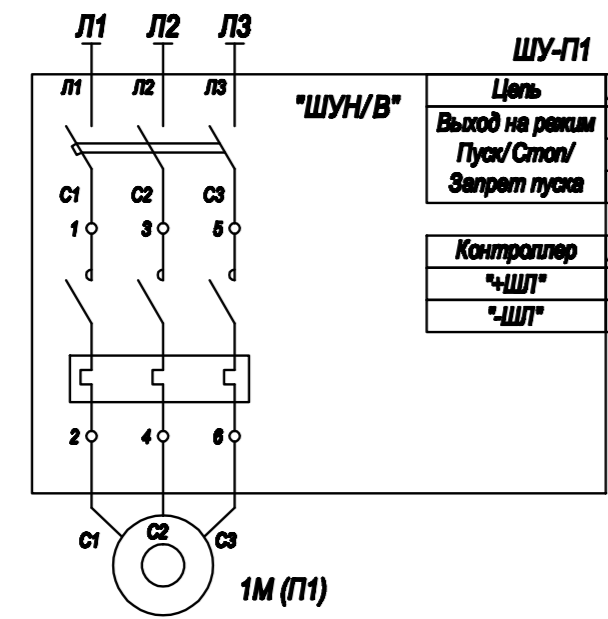 Л1 Л2 Л3
ШУ-П1
Л1 Л2 Л3
"ШУН/В"
Цепь
Выход на режим
Пуск/Стоп/
Запрет пуска
С1 С2 С3
1 3 5
Контроллер
"+ШЛ"
"-ШЛ"
2 4 6
С1 С2 С3
1М (П1)